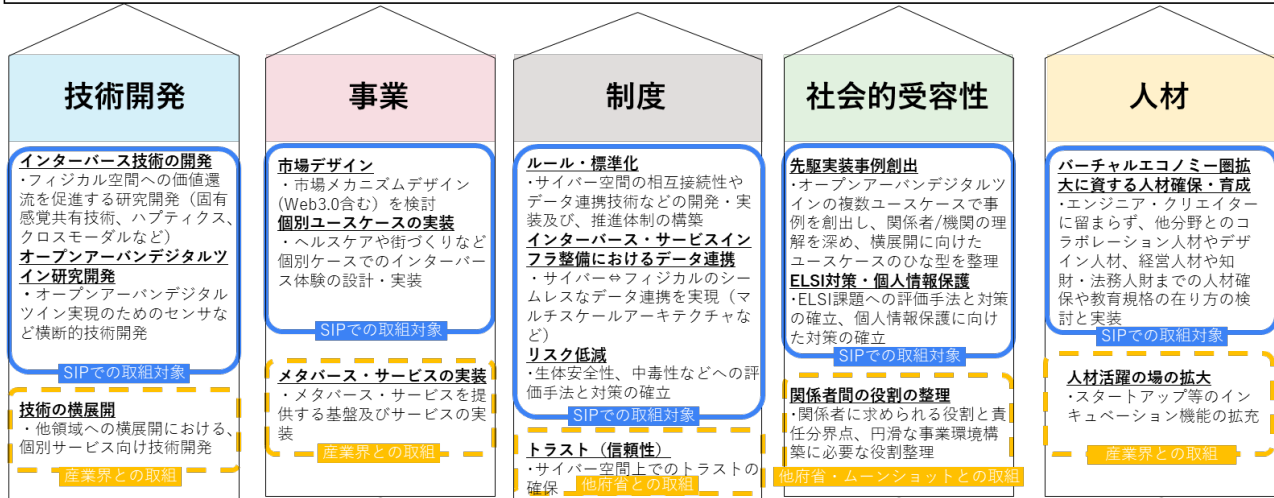 技術開発
インターバース技術の開発
・フィジカル空間への価値還
流を促進する研究開発（固有
感覚共有技術、ハプティクス、
クロスモーダルなど）
オープンアーバンデジタルツ
イン研究開発
・オープンアーバンデジタル
ツイン実現のためのセンサな
ど横断的技術開発
SIPでの取組対象
技術の横展開
・他領域への横展開における、
個別サービス向け技術開発
産業界との取組
事業
市場デザイン
・市場メカニズムデザイン
(Web3.0含む）を検討
個別ユースケースの実装
・ヘルスケアや街づくりなど
個別ケースでのインターバー
ス体験の設計・実装
SIPでの取組対象
メタバース・サービスの実装
・メタバース・サービスを提
供する基盤及びサービスの実
装
産業界との取組
制度
ルール・標準化
・サイバー空間の相互接続性や
データ連携技術などの開発・実
装及び、推進体制の構築
インターバース・サービスイン
フラ整備におけるデータ連携
・サイバー⇔フィジカルのシー
ムレスなデータ連携を実現（マ
ルチスケールアーキテクチャな
ど）
リスク低減
・生体安全性、中毒性などへの評
価手法と対策の確立
SIPでの取組対象
トラスト（信頼性）
・サイバー空間上でのトラストの
確保
他府省との取組
社会的受容性
先駆実装事例創出
・オープンアーバンデジタルツ
インの複数ユースケースで事
例を創出し、関係者/機関の理
解を深め、横展開に向けた
ユースケースのひな型を整理
ELSI対策・個人情報保護
・ELSI課題への評価手法と対策
の確立、個人情報保護に向け
た対策の確立
SIPでの取組対象
関係者間の役割の整理
・関係者に求められる役割と責
任分界点、円滑な事業環境構
築に必要な役割整理
他府省・ムーンショットとの取組
人材
バーチャルエコノミー圏拡
大に資する人材確保・育成
・エンジニア・クリエイター
に留まらず、他分野とのコ
ラボレーション人材やデザ
イン人材、経営人材や知
財・法務人財までの人材確
保や教育規格の在り方の検
討と実装
SIPでの取組対象
人材活躍の場の拡大
・スタートアップ等のイン
キュベーション機能の拡充
産業界との取組